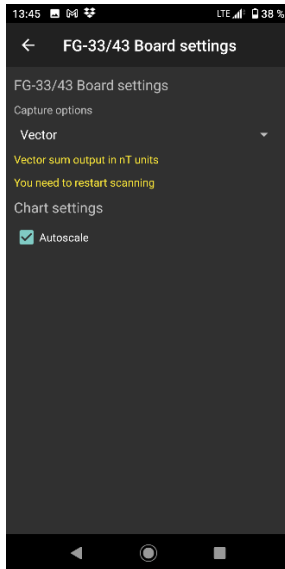 13:45 LTE 38 %
FG-33/43 Board settings
FG-33/43 Board settings
Capture options
Vector
Vector sum output in nT units
You need to restart scanning
Chart settings
Autoscale